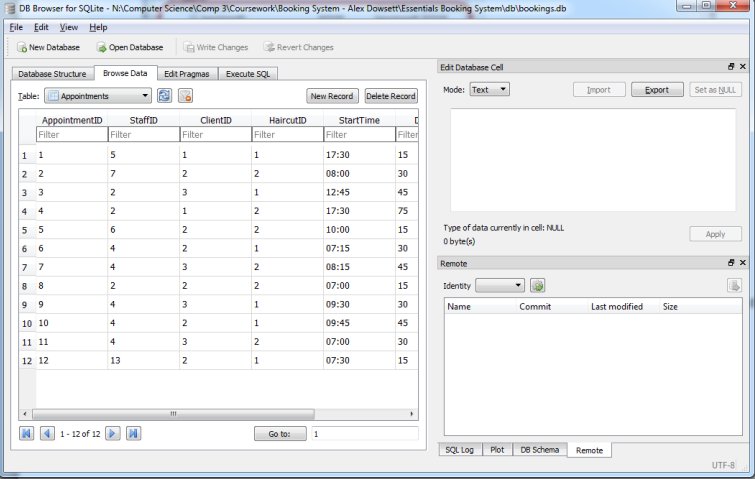 DB Browser for SQLite - N:\Computer Science\Comp 3\Coursework\Booking System - Alex Dowsett\Essentials Booking System\db\bookings.db
File Edit View Help
New Database Open Database Write Changes Revert Changes
Database Structure Browse Data Edit Pragmas Execute SQL
Table: Appointments New Record Delete Record
AppointmentID StaffID ClientID HaircutID StartTime
Filter Filter Filter Filter Filter Filter
1 1 5 1 1 17:30 15
2 2 7 2 2 08:00 30
3 3 2 3 1 12:45 45
4 4 2 1 2 17:30 75
5 5 6 2 2 10:00 15
6 6 4 2 1 07:15 30
7 7 4 3 2 08:15 45
8 8 2 2 2 07:00 15
9 9 4 3 1 09:30 30
10 10 4 2 1 09:45 45
11 11 4 3 2 07:00 30
12 12 13 2 1 07:30 15
1 - 12 of 12 Go to: 1
Edit Database Cell
Mode: Text Import Export Set as NULL
Type of data currently in cell: NULL
0 byte(s)
Apply
Remote
Identity
Name Commit Last modified Size
SQL Log Plot DB Schema Remote
UTF-8